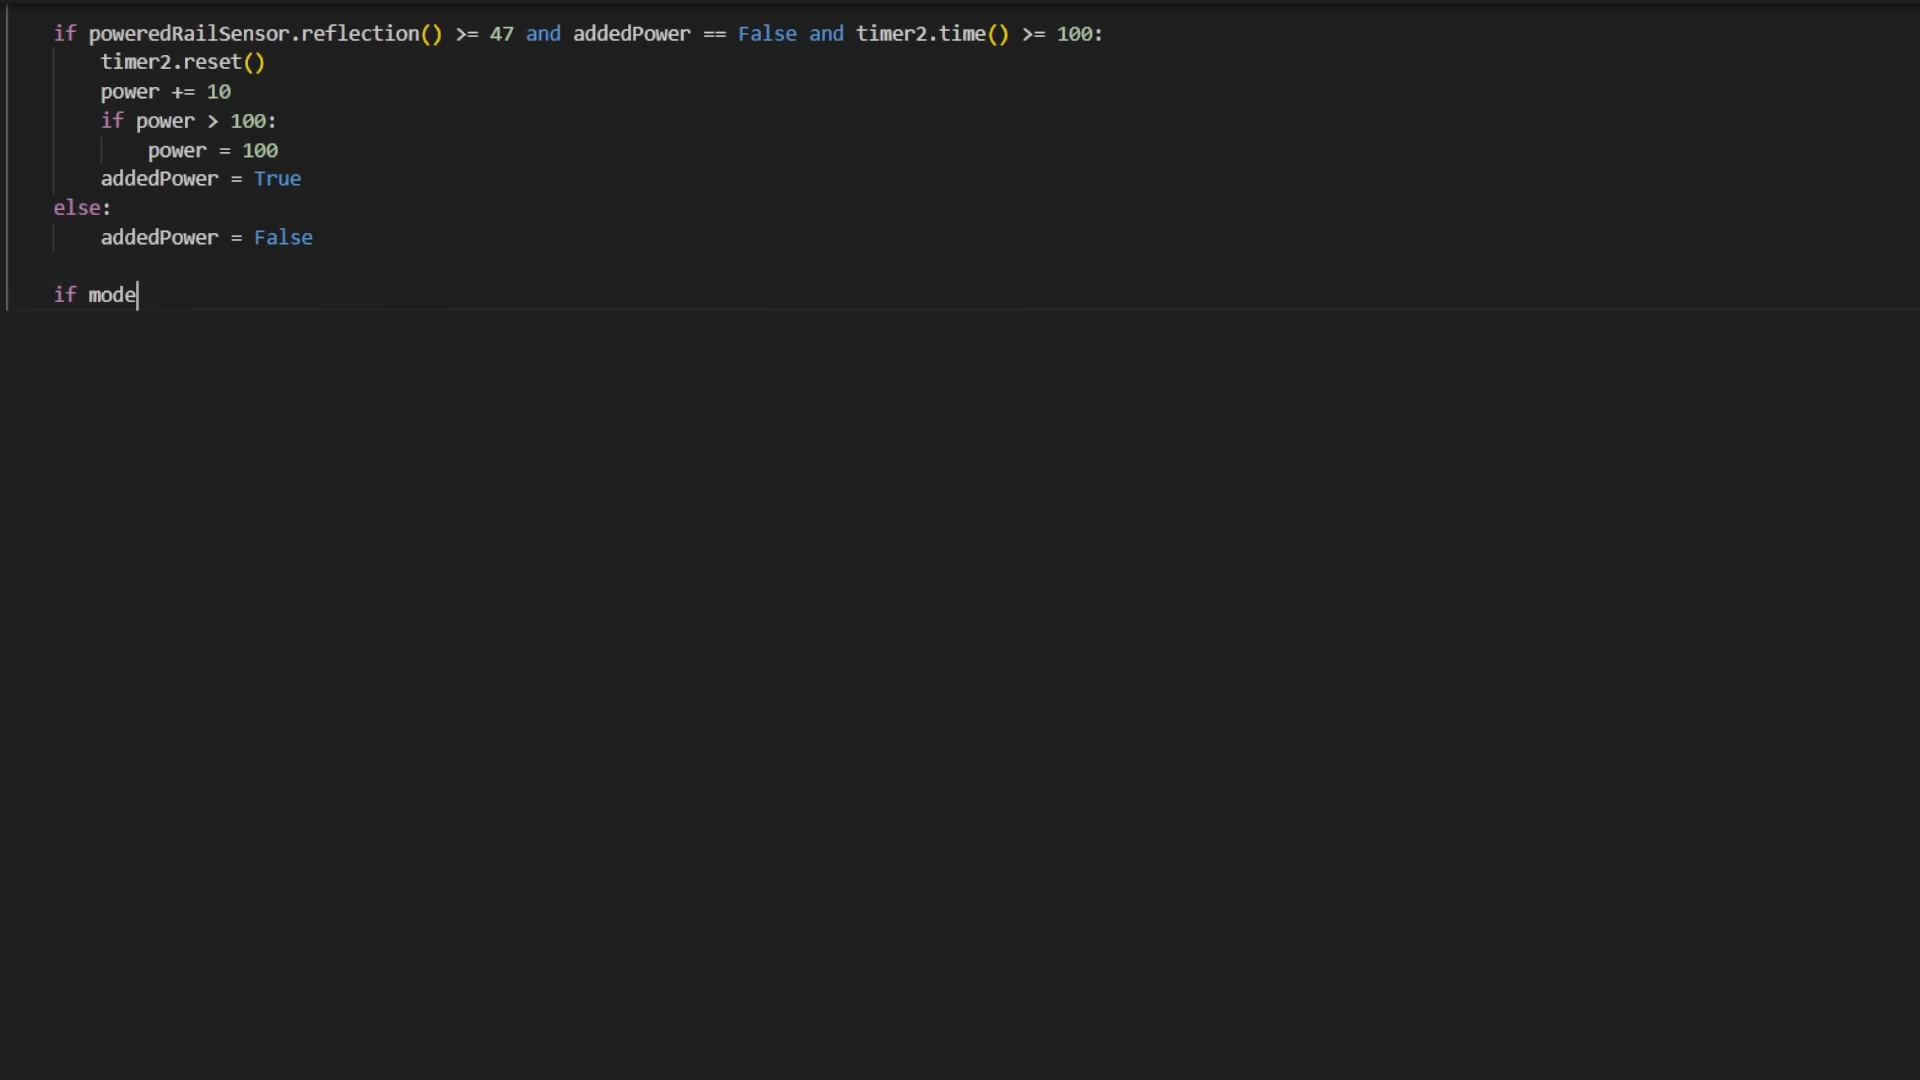 if poweredRailSensor.reflection() >= 47 and addedPower == False and timer2.time() >= 100:
    timer2.reset()
    power += 10
    if power > 100:
        power = 100
    addedPower = True
else:
    addedPower = False

if mode